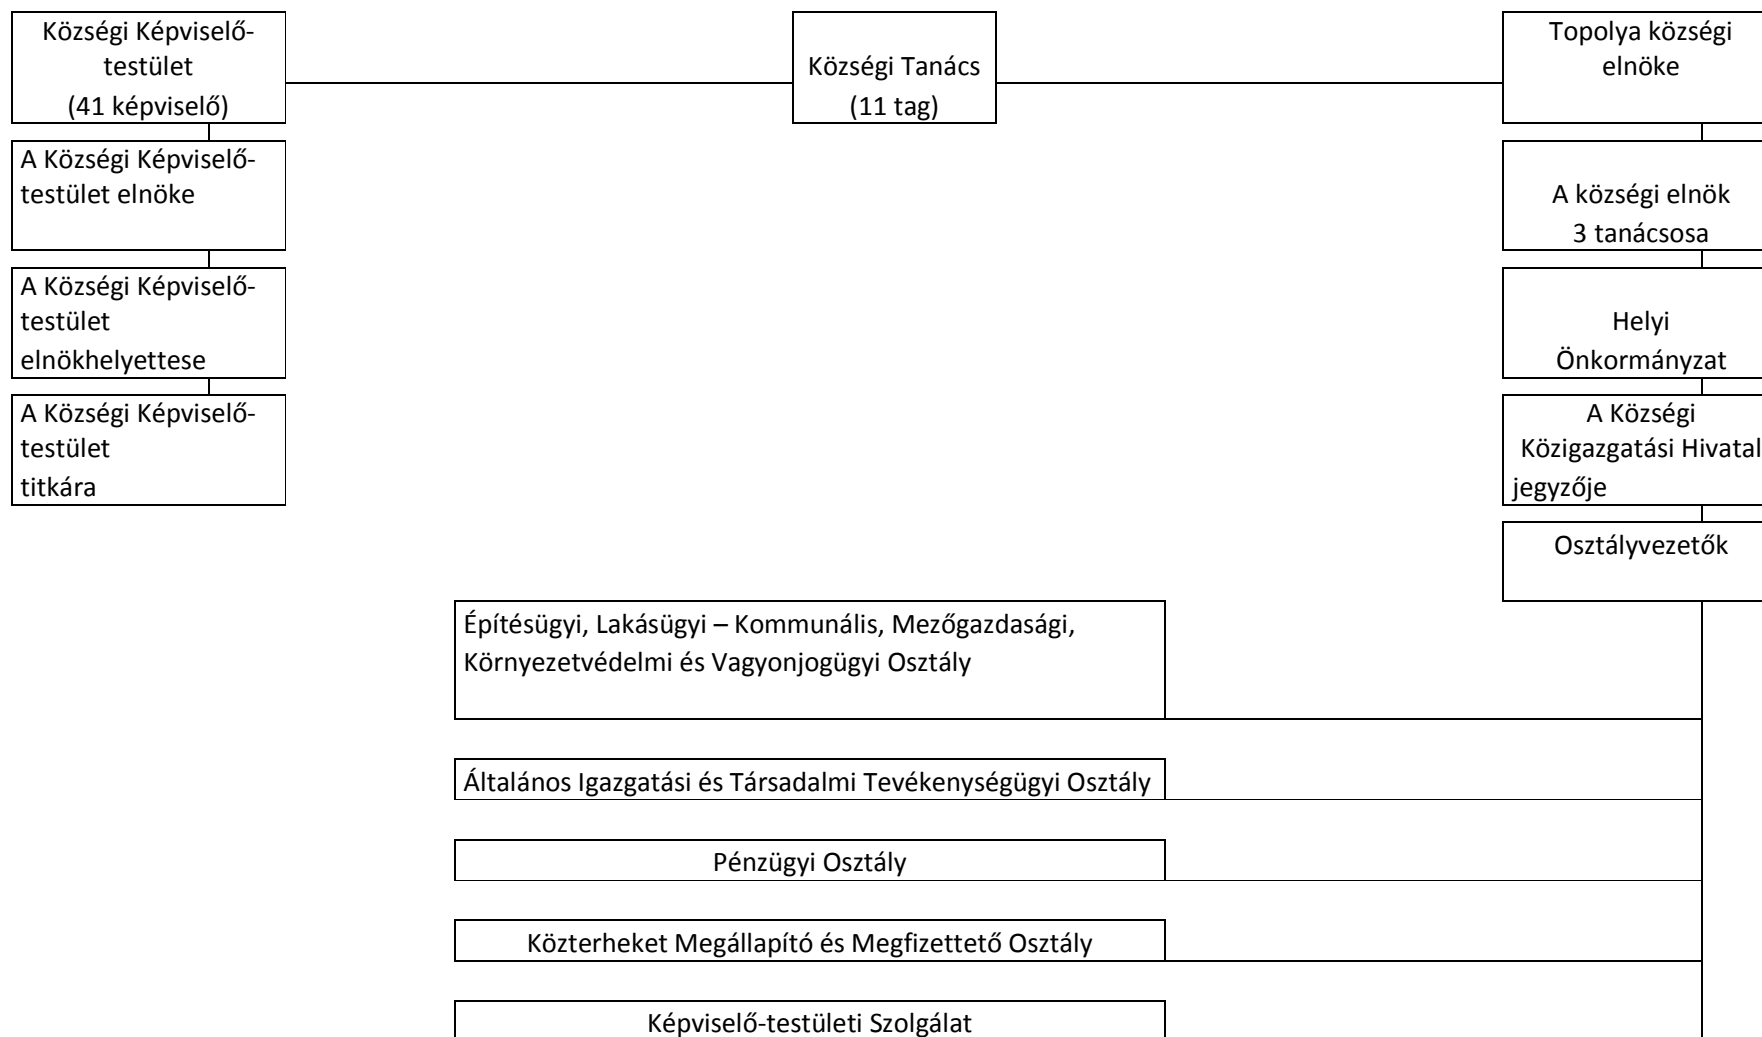 Községi Képviselő-
testület
(41 képviselő)
Községi Tanács
(11 tag)
Topolya községi
elnöke
A Községi Képviselő-
testület elnöke
A községi elnök
3 tanácsosa
A Községi Képviselő-
testület
elnökhelyettese
Helyi
Önkormányzat
A Községi Képviselő-
testület
titkára
A Községi
Közigazgatási Hivatal
jegyzője
Osztályvezetők
Építésügyi, Lakásügyi – Kommunális, Mezőgazdasági,
Környezetvédelmi és Vagyonjogügyi Osztály
Általános Igazgatási és Társadalmi Tevékenységügyi Osztály
Pénzügyi Osztály
Közterheket Megállapító és Megfizettető Osztály
Képviselő-testületi Szolgálat